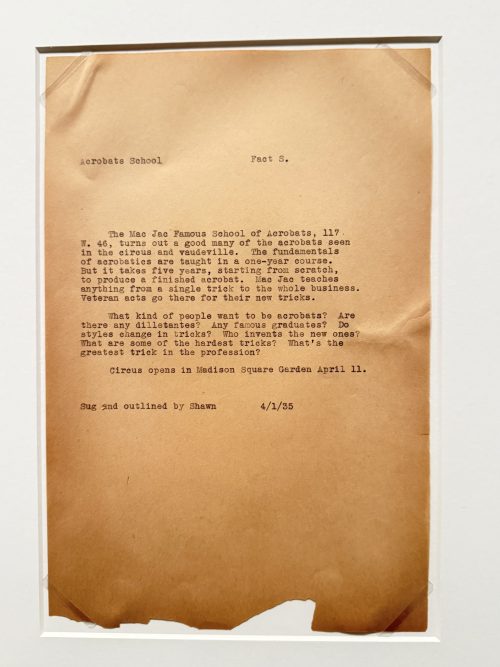 Acrobats School Fact S.
The Mac Jac Famous School of Acrobats, 117
W. 46, turns out a good many of the acrobats seen
in the circus and vaudeville. The fundamentals
of acrobatics are taught in a one-year course.
But it takes five years, starting from scratch,
to produce a finished acrobat. Mac Jac teaches
anything from a single trick to the whole business.
Veteran acts go there for their new tricks.
What kind of people want to be acrobats? Are
there any dilletantes? Any famous graduates? Do
styles change in tricks? Who invents the new ones?
What are some of the hardest tricks? What's the
greatest trick in the profession?
Circus opens in Madison Square Garden April 11.
Sug and outlined by Shawn 4/1/35